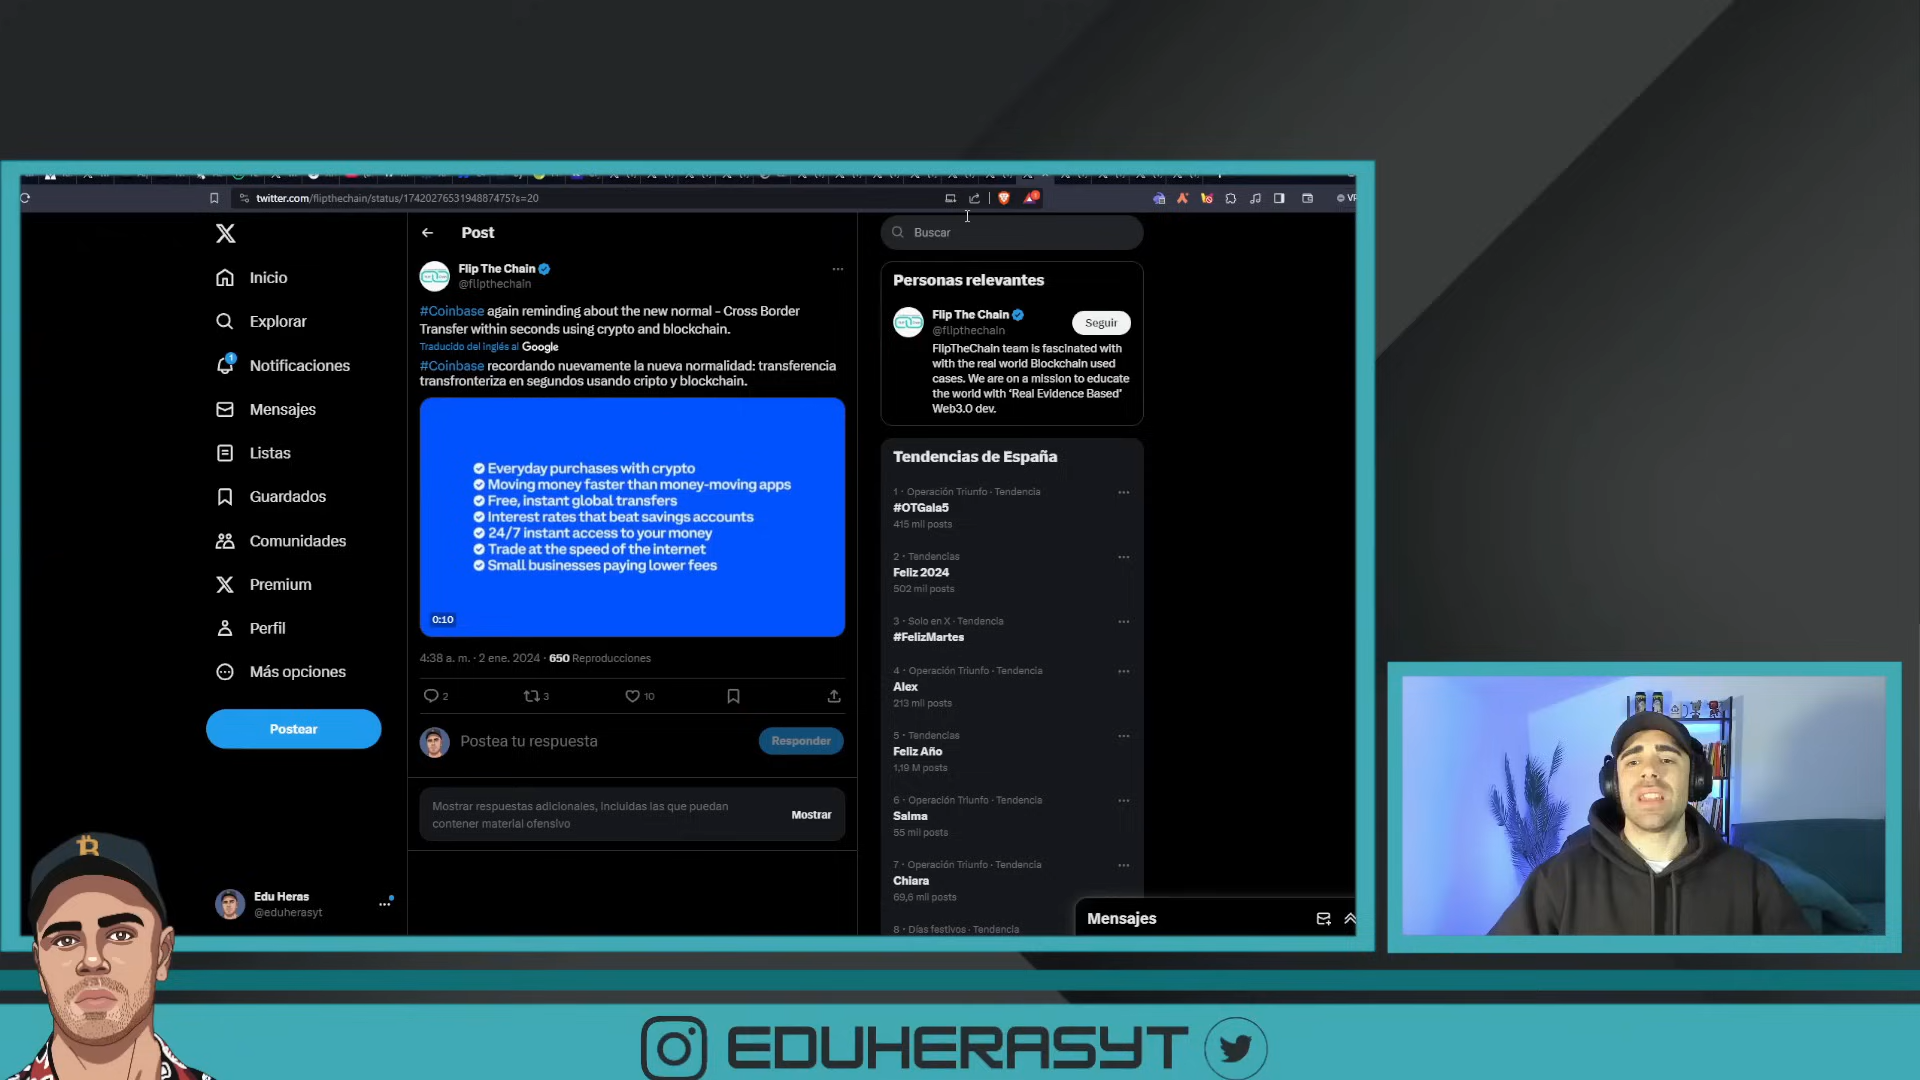 twitter.com/flipthechain/status/1742027653194887475?s=20
VP
Inicio
Explorar
1
Notificaciones
Mensajes
Listas
Guardados
Comunidades
Premium
Perfil
Más opciones
Postear
Edu Heras
@eduherasyt
Post
Flip The Chain
@flipthechain
#Coinbase again reminding about the new normal - Cross Border
Transfer within seconds using crypto and blockchain.
Traducido del inglés al Google
#Coinbase recordando nuevamente la nueva normalidad: transferencia
transfronteriza en segundos usando cripto y blockchain.
Everyday purchases with crypto
Moving money faster than money-moving apps
Free, instant global transfers
Interest rates that beat savings accounts
24/7 instant access to your money
Trade at the speed of the internet
Small businesses paying lower fees
0:10
4:38 a. m. · 2 ene. 2024 · 650 Reproducciones
2
3
10
Postea tu respuesta
Responder
Mostrar respuestas adicionales, incluidas las que puedan
contener material ofensivo
Mostrar
Buscar
Personas relevantes
Flip The Chain
@flipthechain
Seguir
FlipTheChain team is fascinated with
with the real world Blockchain used
cases. We are on a mission to educate
the world with 'Real Evidence Based'
Web3.0 dev.
Tendencias de España
1 · Operación Triunfo · Tendencia
#OTGala5
415 mil posts
2 · Tendencias
Feliz 2024
502 mil posts
3 · Solo en X · Tendencia
#FelizMartes
4 · Operación Triunfo · Tendencia
Alex
213 mil posts
5 · Tendencias
Feliz Año
1,19 M posts
6 · Operación Triunfo · Tendencia
Salma
55 mil posts
7 · Operación Triunfo · Tendencia
Chiara
69,6 mil posts
8 · Días festivos · Tendencia
Mensajes
EDUHERASYT